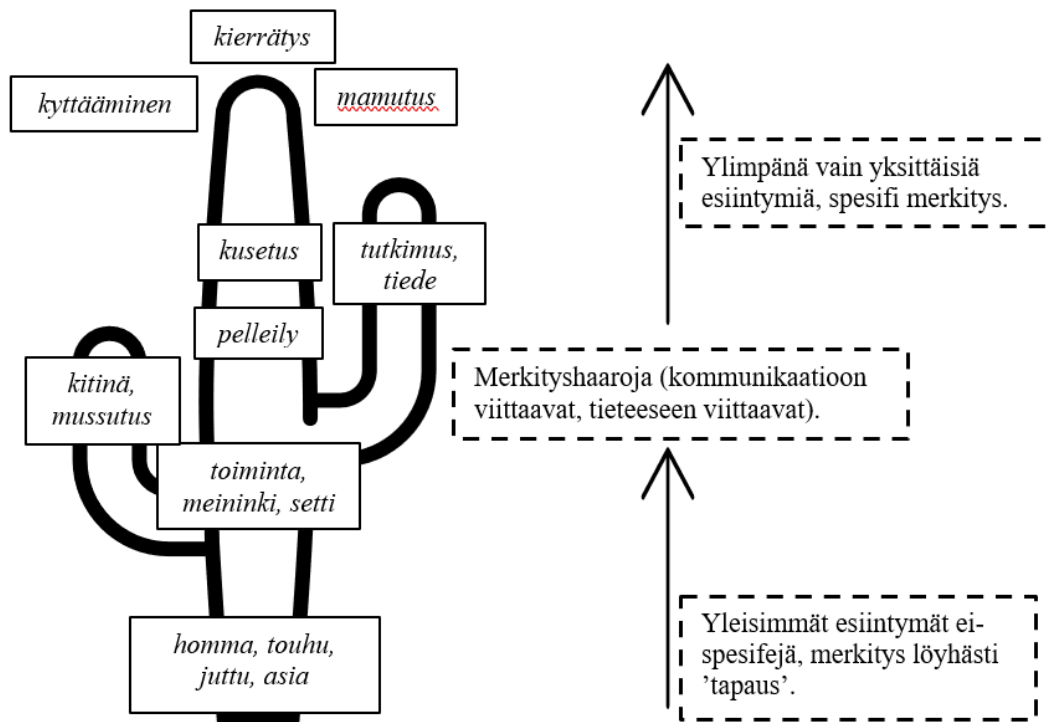 kierrätys
kyttääminen
mamutus
Ylimpänä vain yksittäisiä
esiintymiä, spesifi merkitys.
kusetus
tutkimus,
tiede
pelleily
kitinä,
mussutus
Merkityshaaroja (kommunikaatioon
viittaavat, tieteeseen viittaavat).
toiminta,
meininki, setti
homma, touhu,
juttu, asia
Yleisimmät esiintymät ei-
spesifejä, merkitys löyhästi
’tapaus’.